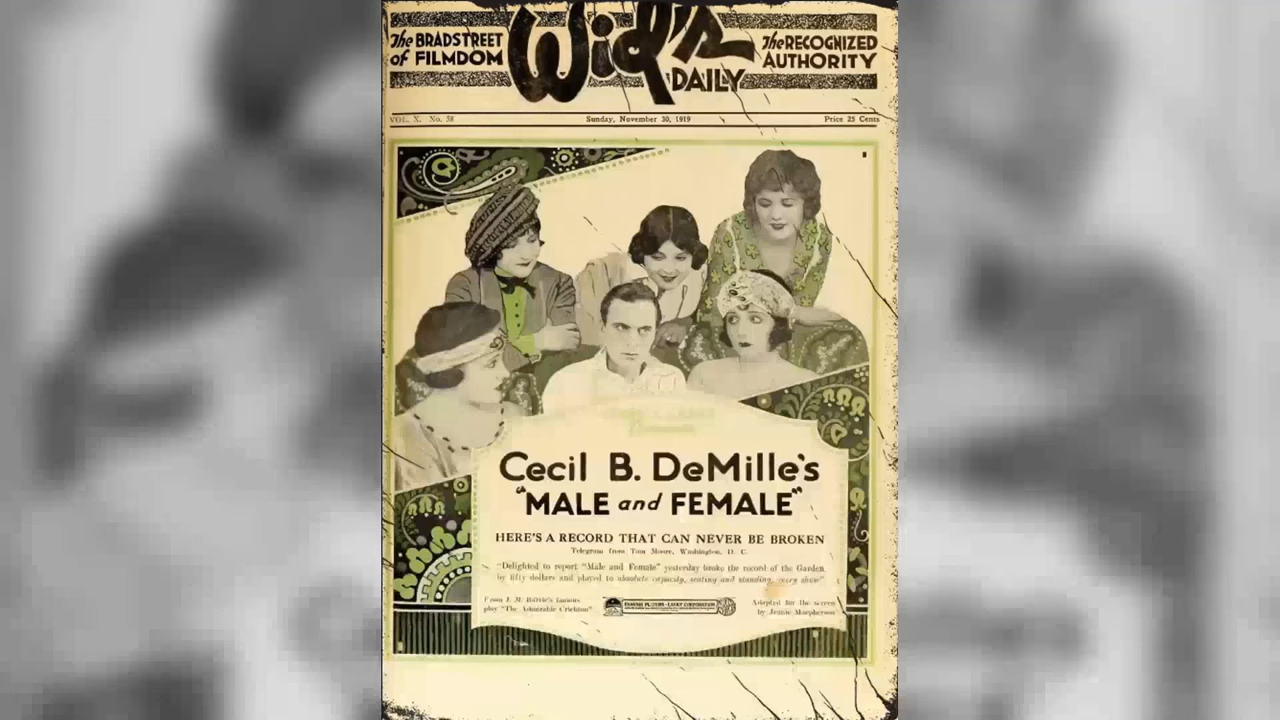 The BRADSTREET
of FILMDOM
Wid's
DAILY
The RECOGNIZED
AUTHORITY
VOL. X. No. 58
Sunday, November 30, 1919
Price 25 Cents
Cecil B. DeMille's
"MALE and FEMALE"
HERE'S A RECORD THAT CAN NEVER BE BROKEN
Telegram from Tom Moore, Washington, D. C.
"Delighted to report "Male and Female" yesterday broke the record of the Garden
by fifty dollars and played to absolute capacity, seating and standing, every show"
From J. M. Barrie's famous
play "The Admirable Crichton"
FAMOUS PLAYERS-LASKY CORPORATION
Adapted for the screen
by Jeanie Macpherson